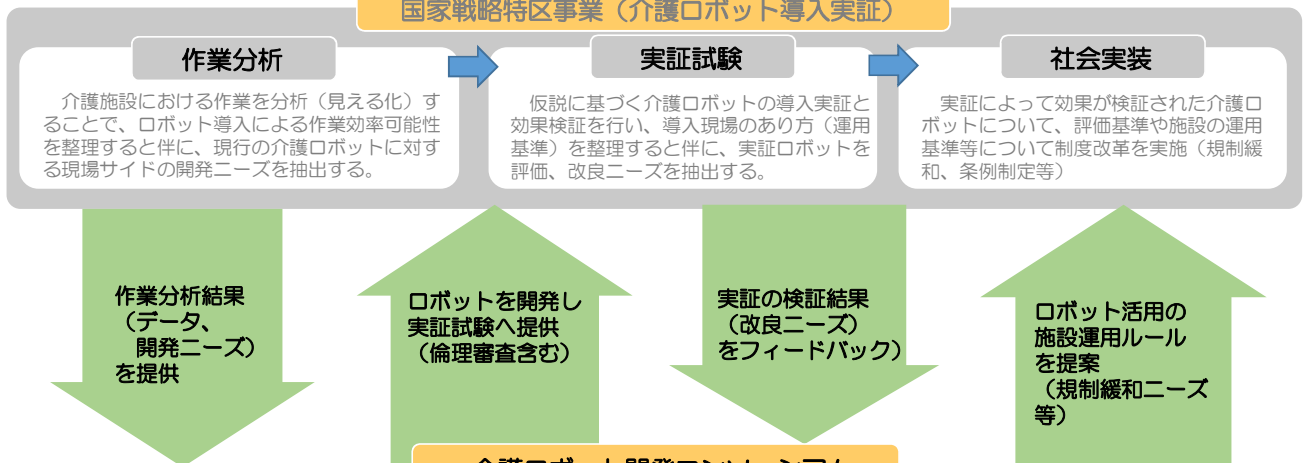 国家戦略特区事業（介護ロボット導入実証）
作業分析
介護施設における作業を分析（見える化）す
ることで、ロボット導入による作業効率可能性
を整理すると伴に、現行の介護ロボットに対す
る現場サイドの開発ニーズを抽出する。
実証試験
仮説に基づく介護ロボットの導入実証と
効果検証を行い、導入現場のあり方（運用
基準）を整理すると伴に、実証ロボットを
評価、改良ニーズを抽出する。
社会実装
実証によって効果が検証された介護ロ
ボットについて、評価基準や施設の運用
基準等について制度改革を実施（規制緩
和、条例制定等）
作業分析結果
（データ、
開発ニーズ）
を提供
ロボットを開発し
実証試験へ提供
（倫理審査含む）
実証の検証結果
（改良ニーズ）
をフィードバック）
ロボット活用の
施設運用ルール
を提案
（規制緩和ニーズ
等）
介護ロボット開発コンソーシアム